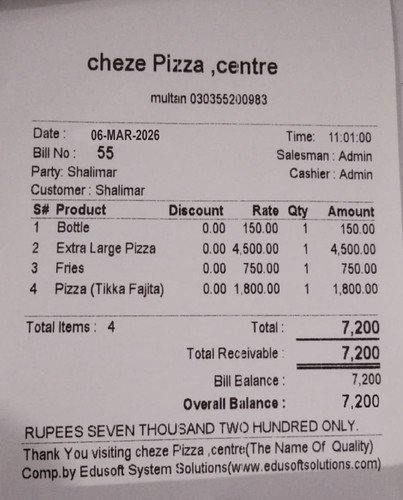 cheze Pizza ,centre
multan 030355200983
Date : 06-MAR-2026 Time: 11:01:00
Bill No : 55 Salesman : Admin
Party: Shalimar Cashier : Admin
Customer : Shalimar
S# Product Discount Rate Qty Amount
1 Bottle 0.00 150.00 1 150.00
2 Extra Large Pizza 0.00 4,500.00 1 4,500.00
3 Fries 0.00 750.00 1 750.00
4 Pizza (Tikka Fajita) 0.00 1,800.00 1 1,800.00
Total Items : 4 Total : 7,200
Total Receivable : 7,200
Bill Balance : 7,200
Overall Balance : 7,200
RUPEES SEVEN THOUSAND TWO HUNDRED ONLY.
Thank You visiting cheze Pizza ,centre(The Name Of Quality)
Comp.by Edusoft System Solutions(www.edusoftsolutions.com)